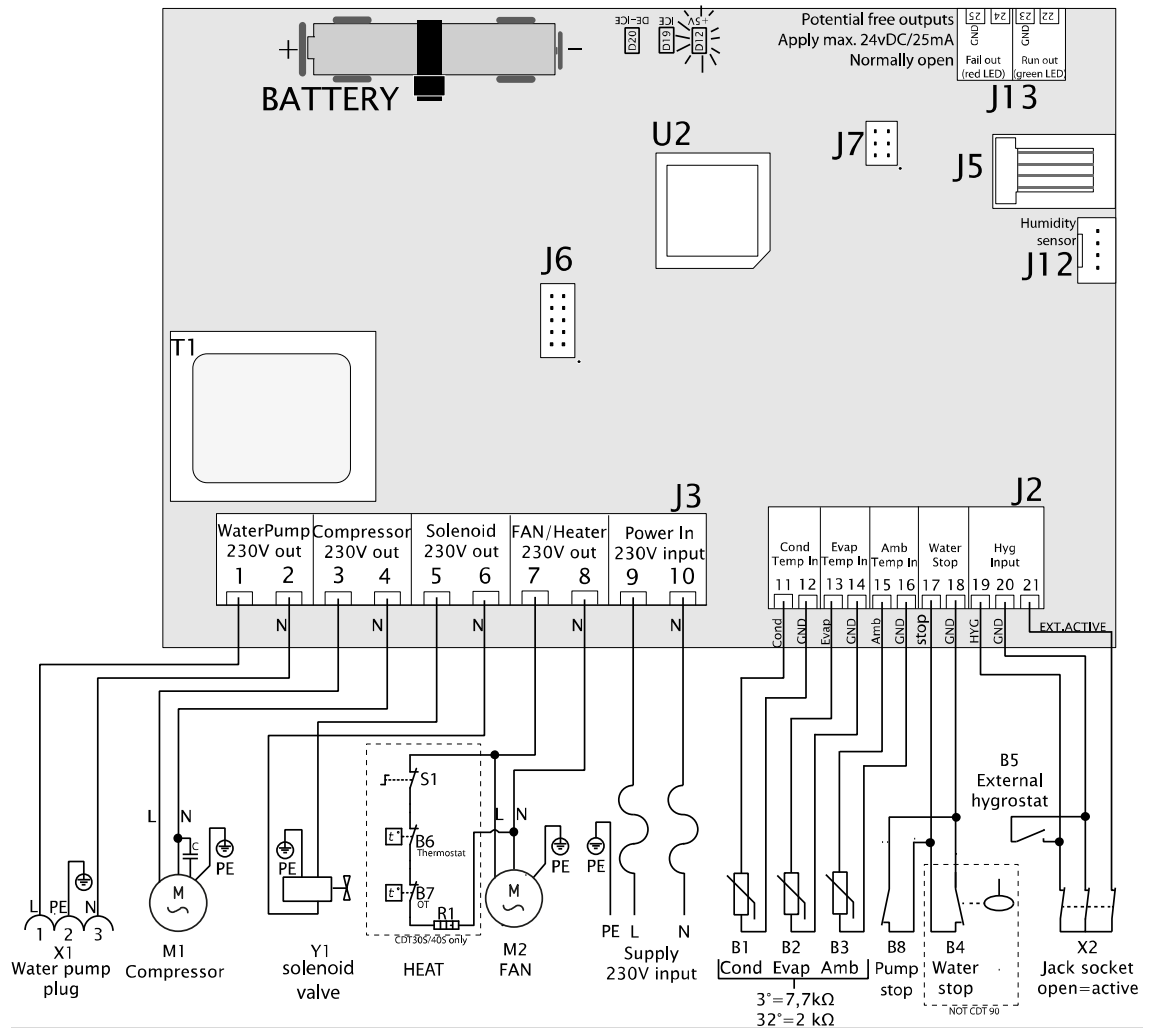 +
-
BATTERY
DE-ICE
ICE
+5V
D20
D19
D12
Potential free outputs
Apply max. 24vDC/25mA
Normally open
25 24 23 22
GND
GND
Fail out
(red LED)
Run out
(green LED)
J13
U2
J7
J5
Humidity
sensor
J12
J6
T1
J3
WaterPump
230V out
Compressor
230V out
Solenoid
230V out
FAN/Heater
230V out
Power In
230V input
1 2 3 4 5 6 7 8 9 10
N N N N N
J2
Cond
Temp In
Evap
Temp In
Amb
Temp In
Water
Stop
Hyg
Input
11 12 13 14 15 16 17 18 19 20 21
Cond
GND
Evap
GND
Amb
GND
stop
GND
HYG
GND
EXT.ACTIVE
L PE N
1 2 3
X1
Water pump
plug
L N
C
PE
M
M1
Compressor
PE
Y1
solenoid
valve
S1
t°
B6
Thermostat
t°
B7
OT
R1
CDT30S/40S only
HEAT
L N
M
PE
M2
FAN
PE
PE L N
Supply
230V input
B1
Cond
B2
Evap
B3
Amb
3°=7,7kΩ
32°=2 kΩ
B8
Pump
stop
B4
Water
stop
NOT CDT 90
B5
External
hygrostat
X2
Jack socket
open=active